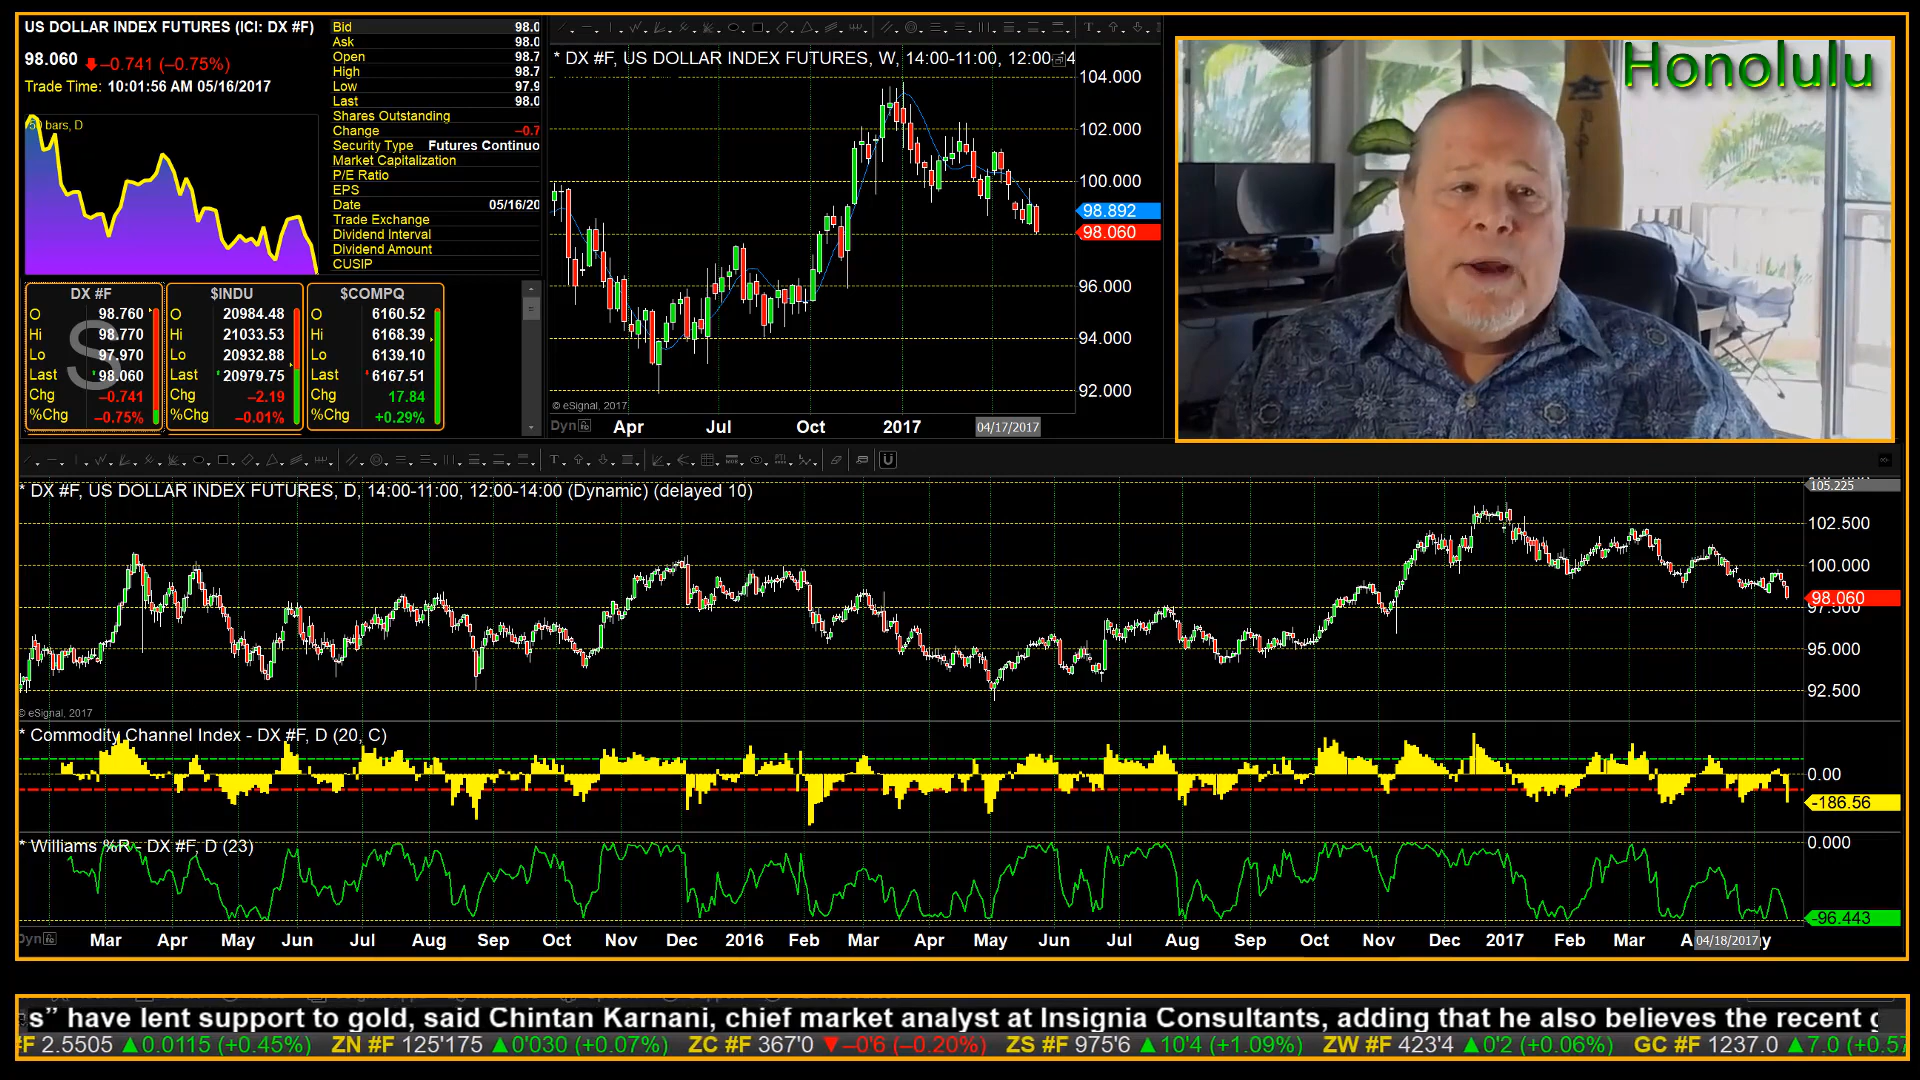 US DOLLAR INDEX FUTURES (ICI: DX #F)
98.060 –0.741 (–0.75%)
Trade Time: 10:01:56 AM 05/16/2017
bars, D
Bid 98.0
Ask 98.0
Open 98.7
High 98.7
Low 97.9
Last 98.0
Shares Outstanding
Change –0.7
Security Type Futures Continuo
Market Capitalization
P/E Ratio
EPS
Date 05/16/20
Trade Exchange
Dividend Interval
Dividend Amount
CUSIP
DX #F
O 98.760
Hi 98.770
Lo 97.970
Last 98.060
Chg –0.741
%Chg –0.75%
S
$INDU
O 20984.48
Hi 21033.53
Lo 20932.88
Last 20979.75
Chg –2.19
%Chg –0.01%
$COMPQ
O 6160.52
Hi 6168.39
Lo 6139.10
Last 6167.51
Chg 17.84
%Chg +0.29%
* DX #F, US DOLLAR INDEX FUTURES, W, 14:00-11:00, 12:00-
104.000
102.000
100.000
98.892
98.060
96.000
94.000
92.000
© eSignal, 2017
Dyn Apr Jul Oct 2017 04/17/2017
Honolulu
* DX #F, US DOLLAR INDEX FUTURES, D, 14:00-11:00, 12:00-14:00 (Dynamic) (delayed 10)
105.225
102.500
100.000
98.060
97.500
95.000
92.500
© eSignal, 2017
* Commodity Channel Index - DX #F, D (20, C)
0.00
-186.56
* Williams %R - DX #F, D (23)
0.000
-96.443
Dyn Mar Apr May Jun Jul Aug Sep Oct Nov Dec 2016 Feb Mar Apr May Jun Jul Aug Sep Oct Nov Dec 2017 Feb Mar A 04/18/2017 y
s” have lent support to gold, said Chintan Karnani, chief market analyst at Insignia Consultants, adding that he also believes the recent
#F 2.5505 ▲0.0115 (+0.45%) ZN #F 125'175 ▲0'030 (+0.07%) ZC #F 367'0 ▼–0'6 (–0.20%) ZS #F 975'6 ▲10'4 (+1.09%) ZW #F 423'4 ▲0'2 (+0.06%) GC #F 1237.0 ▲7.0 (+0.57